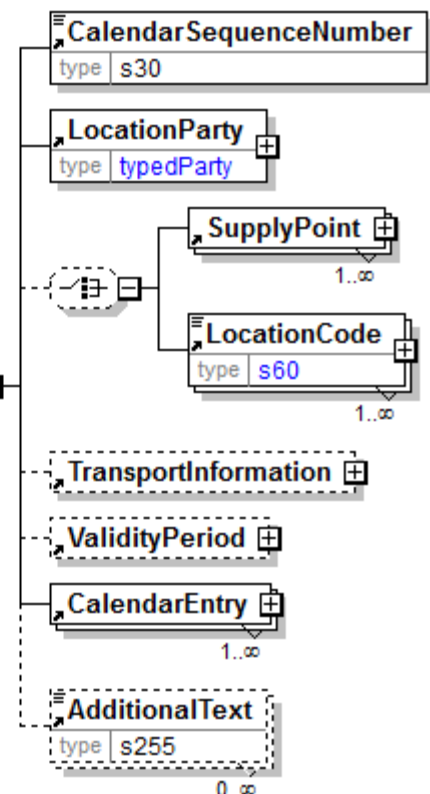 CalendarSequenceNumber
type s30
LocationParty
type typedParty
SupplyPoint
1..∞
LocationCode
type s60
1..∞
TransportInformation
ValidityPeriod
CalendarEntry
1..∞
AdditionalText
type s255
0..∞